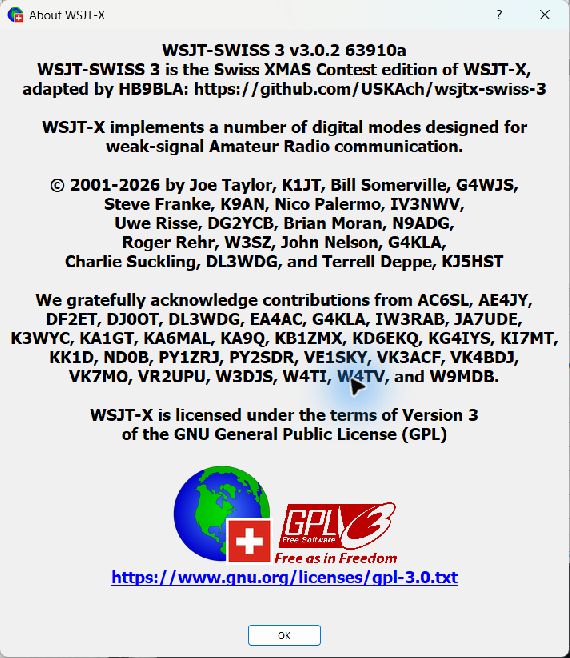 About WSJT-X
WSJT-SWISS 3 v3.0.2 63910a
WSJT-SWISS 3 is the Swiss XMAS Contest edition of WSJT-X,
adapted by HB9BLA: https://github.com/USKAch/wsjtx-swiss-3
WSJT-X implements a number of digital modes designed for
weak-signal Amateur Radio communication.
© 2001-2026 by Joe Taylor, K1JT, Bill Somerville, G4WJS,
Steve Franke, K9AN, Nico Palermo, IV3NWV,
Uwe Risse, DG2YCB, Brian Moran, N9ADG,
Roger Rehr, W3SZ, John Nelson, G4KLA,
Charlie Suckling, DL3WDG, and Terrell Deppe, KJ5HST
We gratefully acknowledge contributions from AC6SL, AE4JY,
DF2ET, DJ0OT, DL3WDG, EA4AC, G4KLA, IW3RAB, JA7UDE,
K3WYC, KA1GT, KA6MAL, KA9Q, KB1ZMX, KD6EKQ, KG4IYS, KI7MT,
KK1D, ND0B, PY1ZRJ, PY2SDR, VE1SKY, VK3ACF, VK4BDJ,
VK7MO, VR2UPU, W3DJS, W4TI, W4TV, and W9MDB.
WSJT-X is licensed under the terms of Version 3
of the GNU General Public License (GPL)
GPLv3
Free Software
Free as in Freedom
https://www.gnu.org/licenses/gpl-3.0.txt
OK